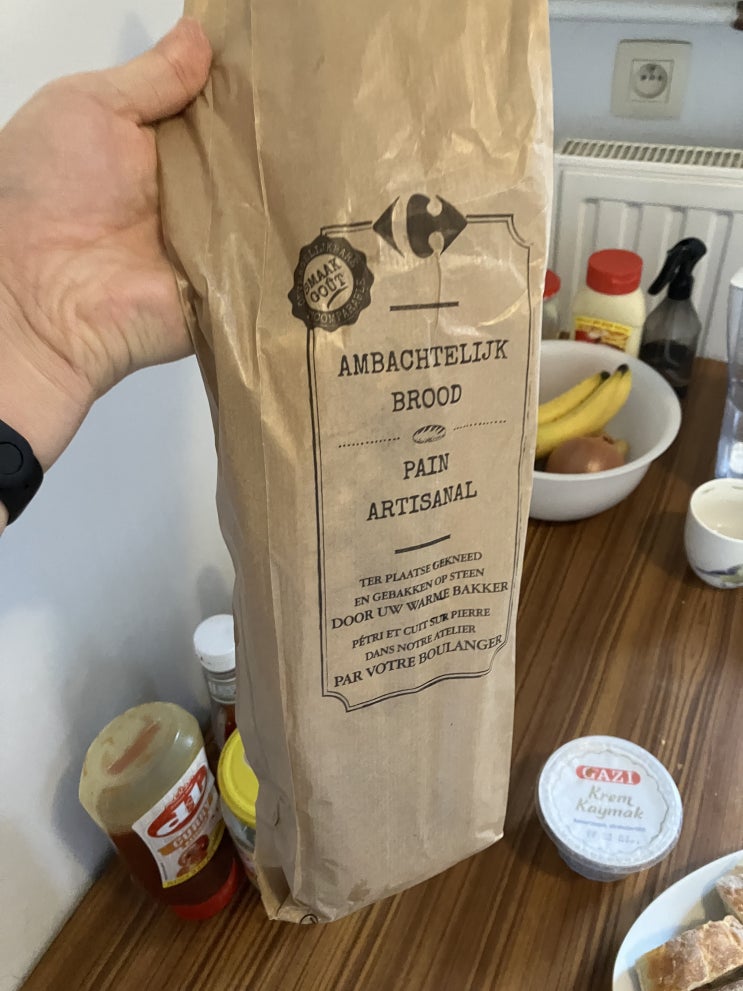 SMAAK
GOÛT
AMBACHTELIJK
BROOD
PAIN
ARTISANAL
TER PLAATSE GEKNEED
EN GEBAKKEN OP STEEN
DOOR UW WARME BAKKER
PÉTRI ET CUIT SUR PIERRE
DANS NOTRE ATELIER
PAR VOTRE BOULANGER
GAZİ
Krem
Kaymak